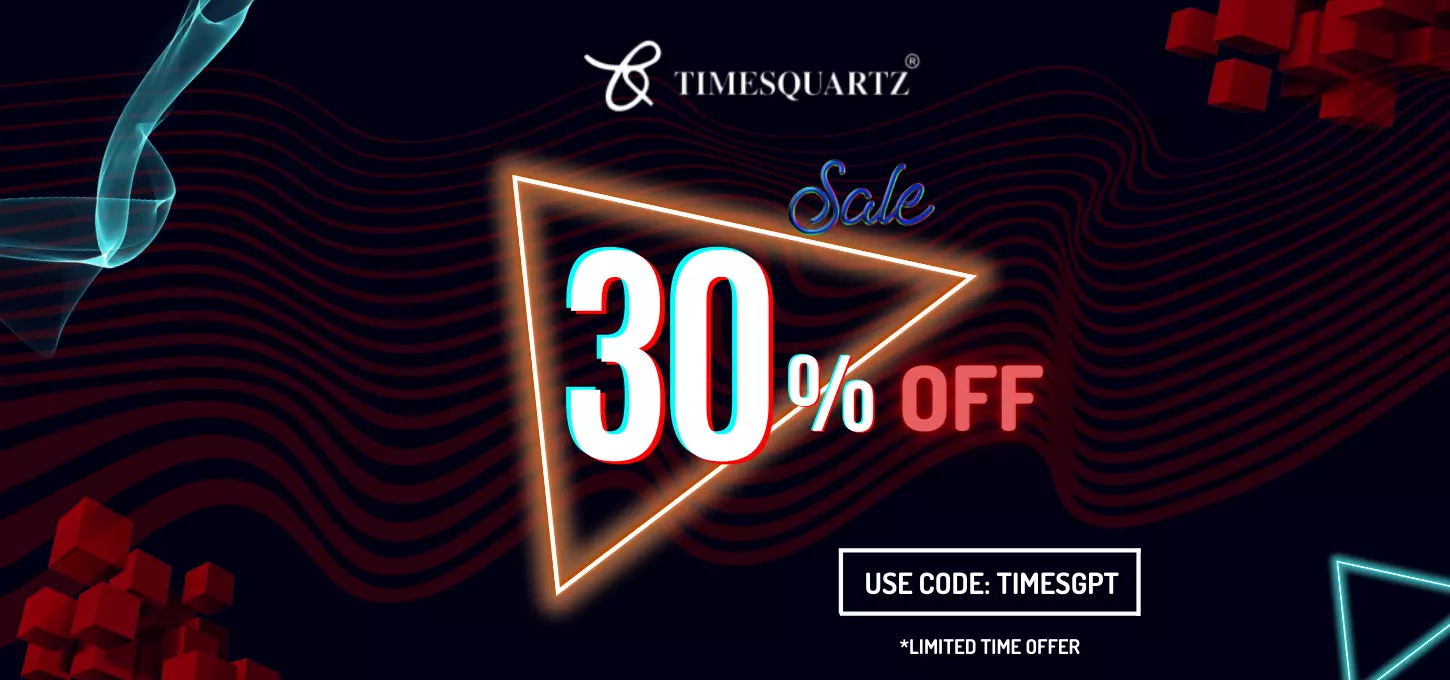 TIMESQUARTZ®
Sale
30% OFF
USE CODE: TIMESGPT
*LIMITED TIME OFFER